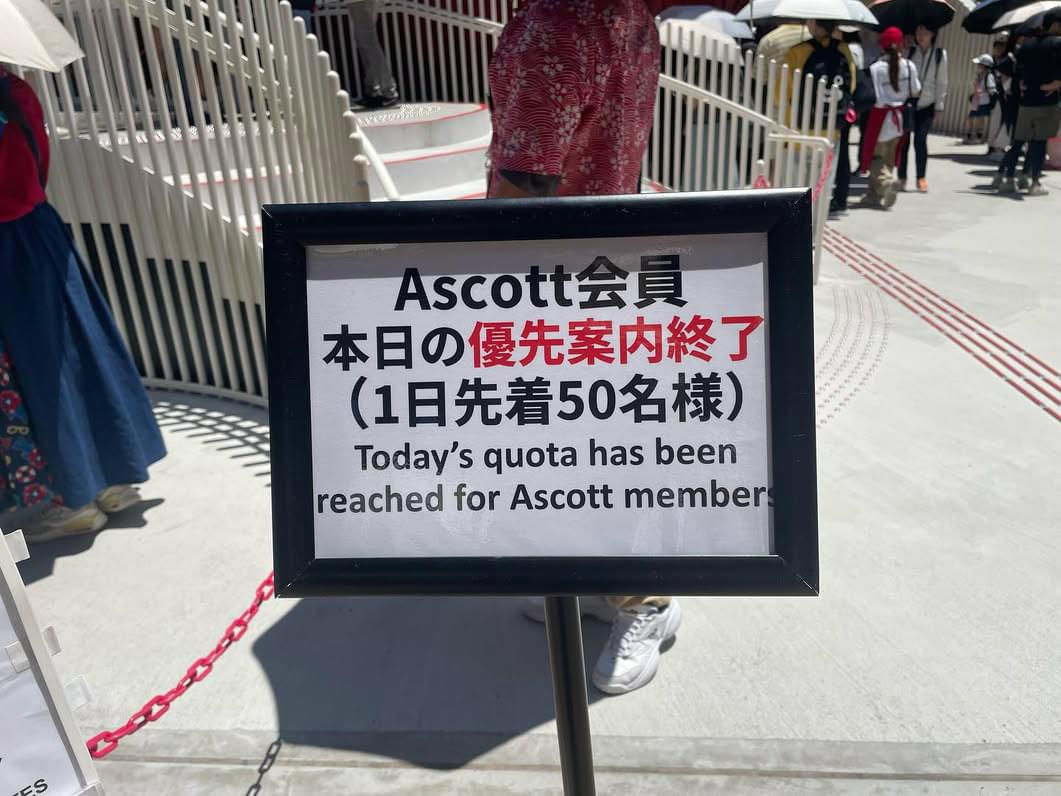 Ascott会員
本日の優先案内終了
（1日先着50名様）
Today's quota has been
reached for Ascott members